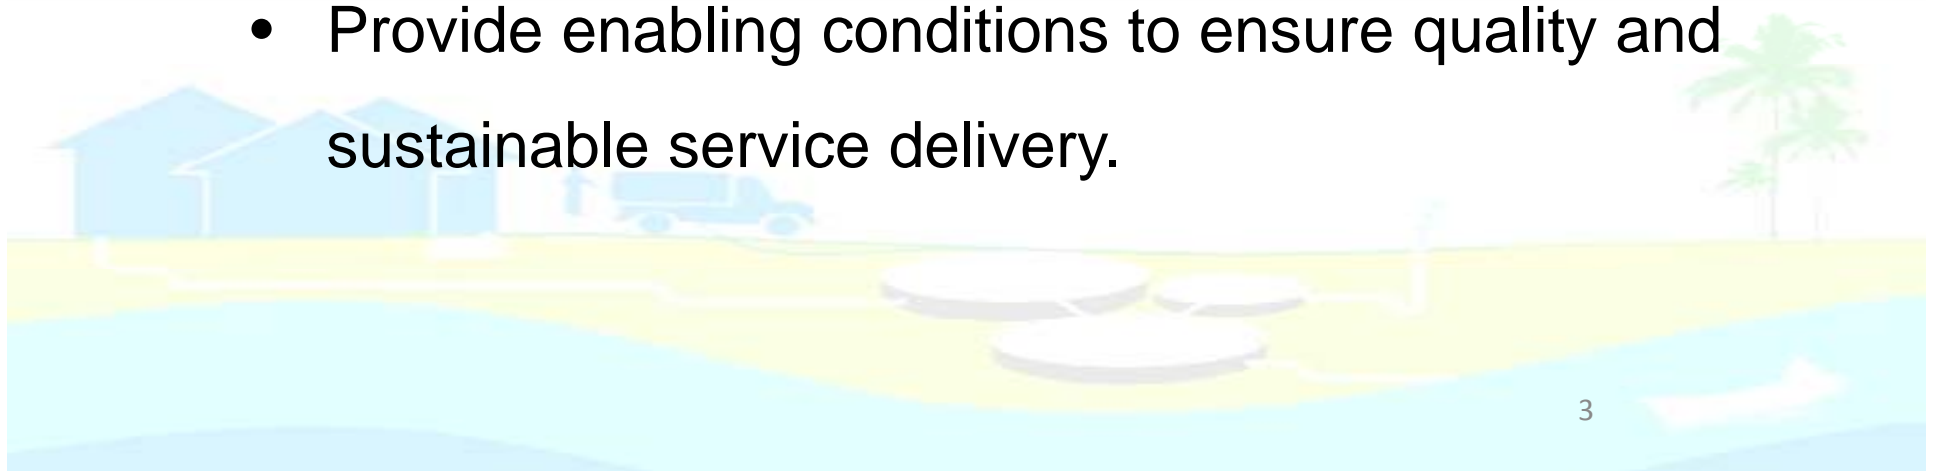 • Provide enabling conditions to ensure quality and
sustainable service delivery.
3